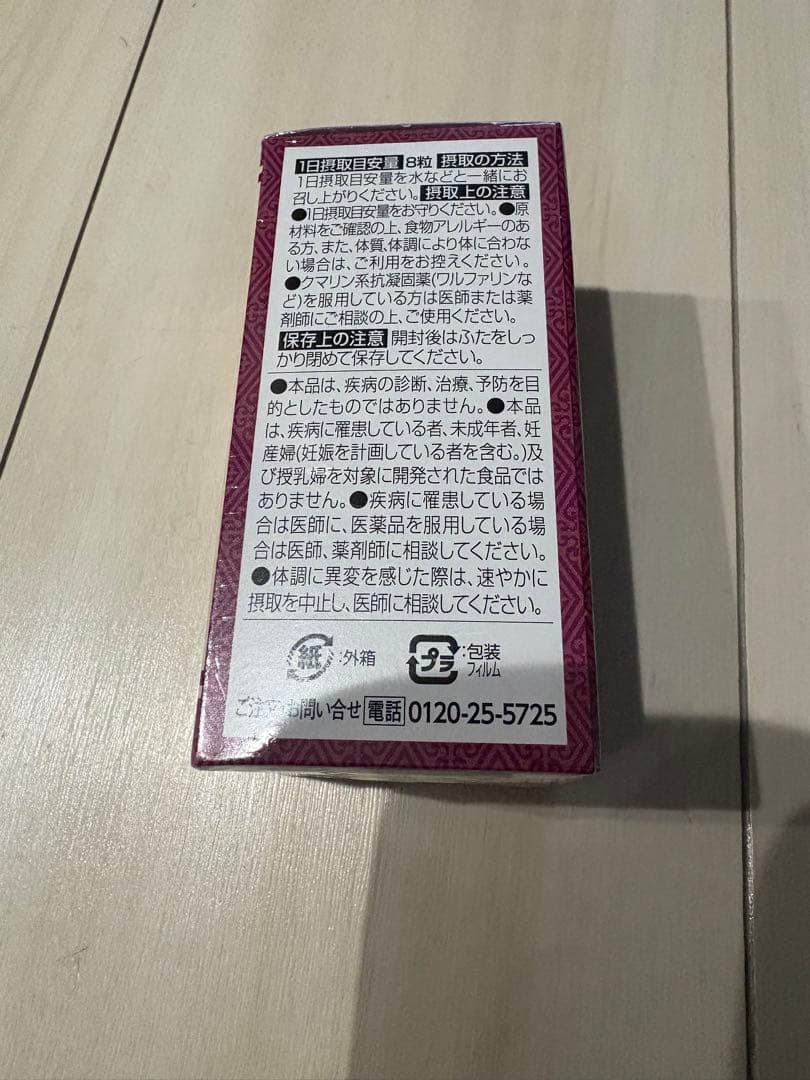 1日摂取目安量 8粒 摂取の方法
1日摂取目安量を水などと一緒にお
召し上がりください。摂取上の注意
●1日摂取目安量をお守りください。●原
材料をご確認の上、食物アレルギーのあ
る方、また、体質、体調により体に合わな
い場合は、ご利用をお控えください。
●クマリン系抗凝固薬(ワルファリンな
ど)を服用している方は医師または薬
剤師にご相談の上、ご使用ください。
保存上の注意 開封後はふたをしっ
かり閉めて保存してください。
●本品は、疾病の診断、治療、予防を目
的としたものではありません。●本品
は、疾病に罹患している者、未成年者、妊
産婦(妊娠を計画している者を含む。)及
び授乳婦を対象に開発された食品では
ありません。●疾病に罹患している場
合は医師に、医薬品を服用している場
合は医師、薬剤師に相談してください。
●体調に異変を感じた際は、速やかに
摂取を中止し、医師に相談してください。
紙 :外箱 プラ :包装
フィルム
ご注文・お問い合せ 電話 0120-25-5725